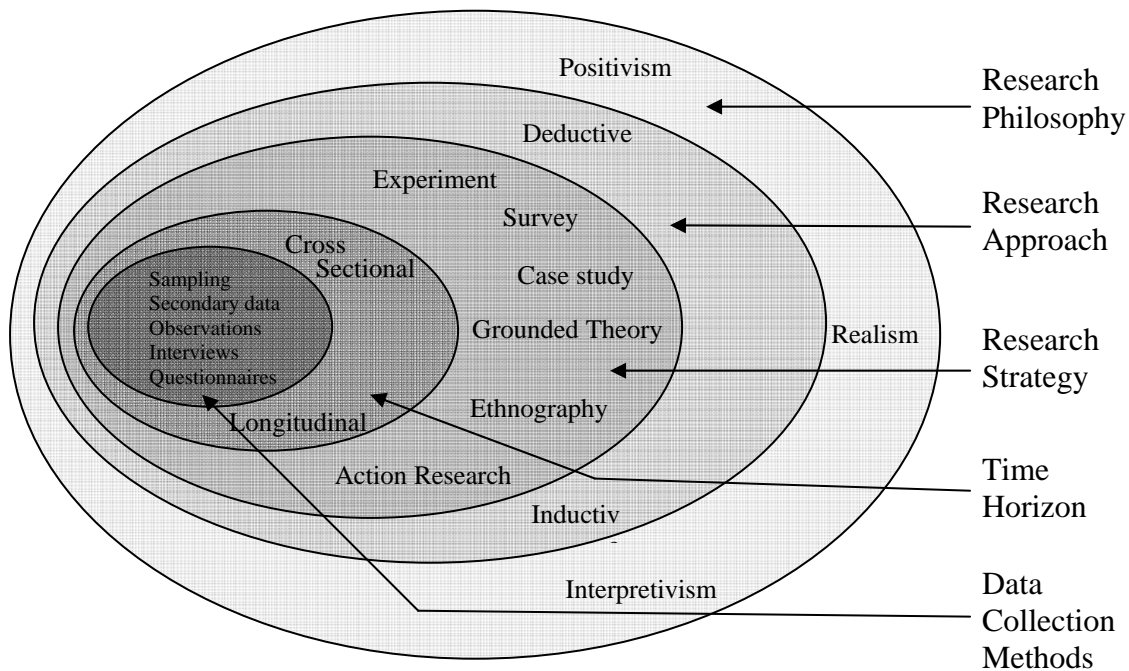 Positivism
Deductive
Experiment
Survey
Cross
Sectional
Case study
Sampling
Secondary data
Observations
Interviews
Questionnaires
Grounded Theory
Realism
Ethnography
Longitudinal
Action Research
Inductiv
Interpretivism
Research
Philosophy
Research
Approach
Research
Strategy
Time
Horizon
Data
Collection
Methods